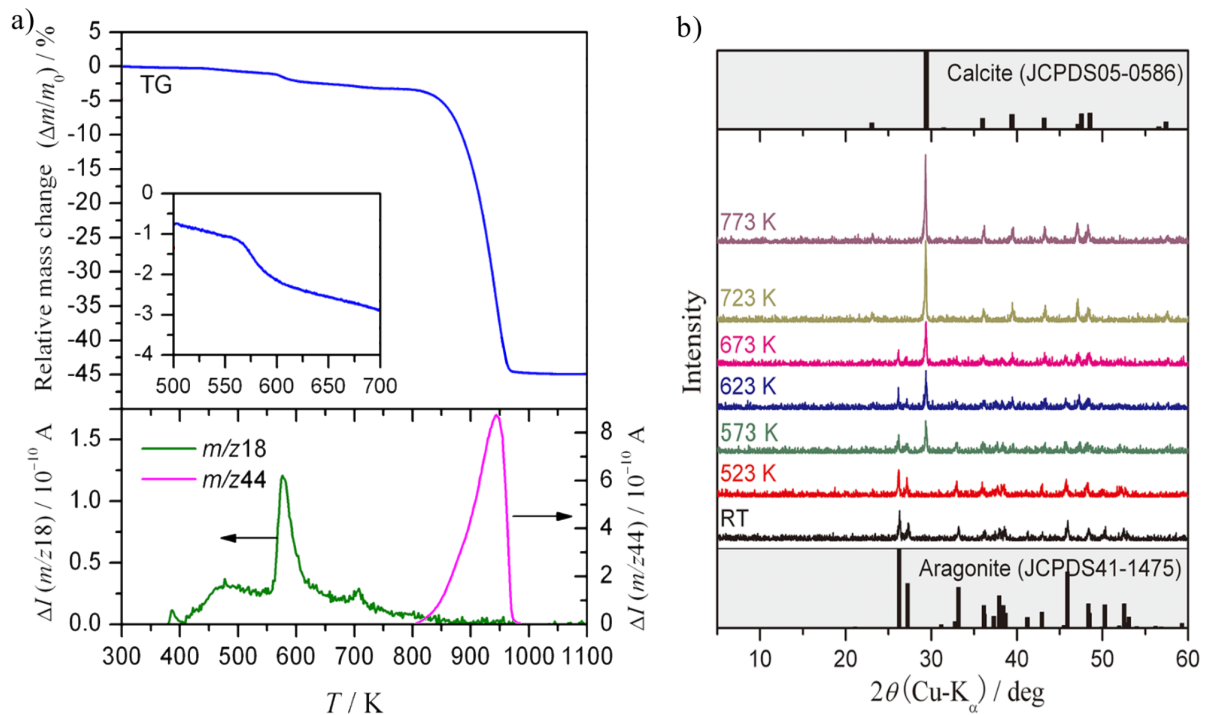 a)
5
0
-5
-10
-15
-20
-25
-30
-35
-40
-45
Relative mass change (Δm/m₀) / %
TG
0
-1
-2
-3
-4
500 550 600 650 700
1.5
1.0
0.5
0.0
ΔI (m/z18) / 10⁻¹⁰ A
m/z18
m/z44
8
6
4
2
0
ΔI (m/z44) / 10⁻¹⁰ A
300 400 500 600 700 800 900 1000 1100
T / K
b)
Calcite (JCPDS05-0586)
773 K
723 K
673 K
623 K
573 K
523 K
RT
Aragonite (JCPDS41-1475)
Intensity
10 20 30 40 50 60
2θ (Cu-Kα) / deg